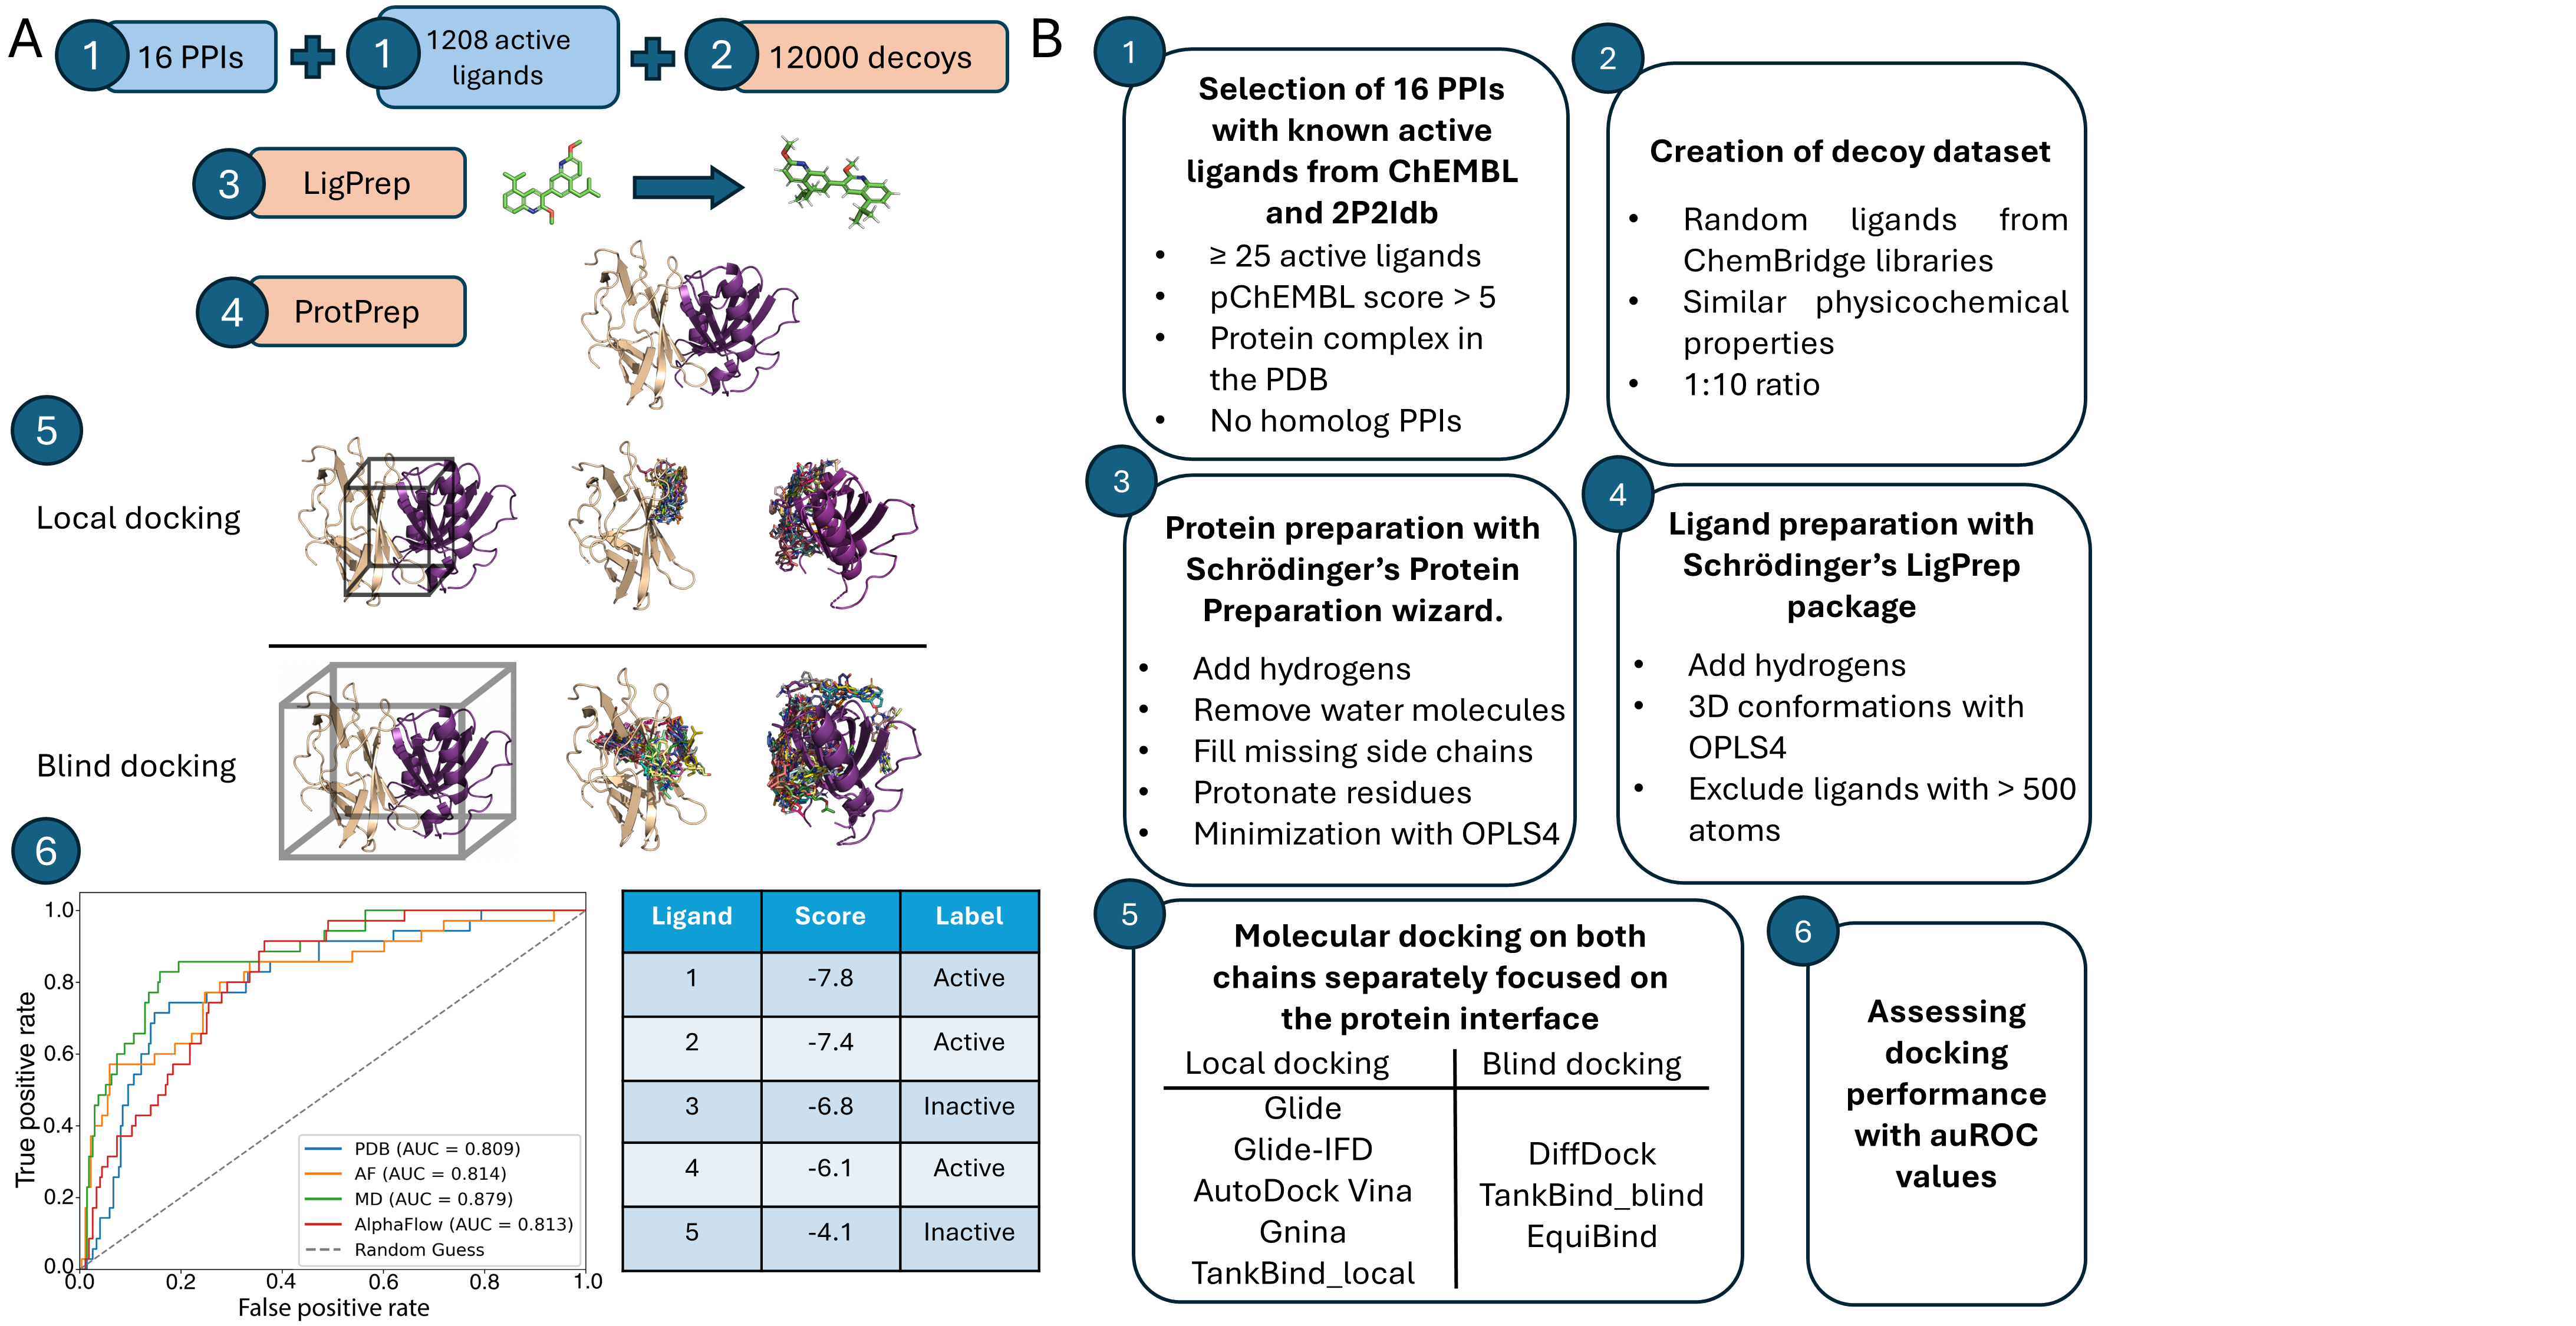 A
1
16 PPIs
1
1208 active
ligands
2
12000 decoys
3
LigPrep
4
ProtPrep
5
Local docking
Blind docking
6
True positive rate
1.0
0.8
0.6
0.4
0.2
0.0
0.0 0.2 0.4 0.6 0.8 1.0
False positive rate
PDB (AUC = 0.809)
AF (AUC = 0.814)
MD (AUC = 0.879)
AlphaFlow (AUC = 0.813)
Random Guess
Ligand Score Label
1 -7.8 Active
2 -7.4 Active
3 -6.8 Inactive
4 -6.1 Active
5 -4.1 Inactive
B
1
Selection of 16 PPIs
with known active
ligands from ChEMBL
and 2P2Idb
• ≥ 25 active ligands
• pChEMBL score > 5
• Protein complex in
the PDB
• No homolog PPIs
2
Creation of decoy dataset
• Random ligands from
ChemBridge libraries
• Similar physicochemical
properties
• 1:10 ratio
3
Protein preparation with
Schrödinger’s Protein
Preparation wizard.
• Add hydrogens
• Remove water molecules
• Fill missing side chains
• Protonate residues
• Minimization with OPLS4
4
Ligand preparation with
Schrödinger’s LigPrep
package
• Add hydrogens
• 3D conformations with
OPLS4
• Exclude ligands with > 500
atoms
5
Molecular docking on both
chains separately focused on
the protein interface
Local docking
Glide
Glide-IFD
AutoDock Vina
Gnina
TankBind_local
Blind docking
DiffDock
TankBind_blind
EquiBind
6
Assessing
docking
performance
with auROC
values